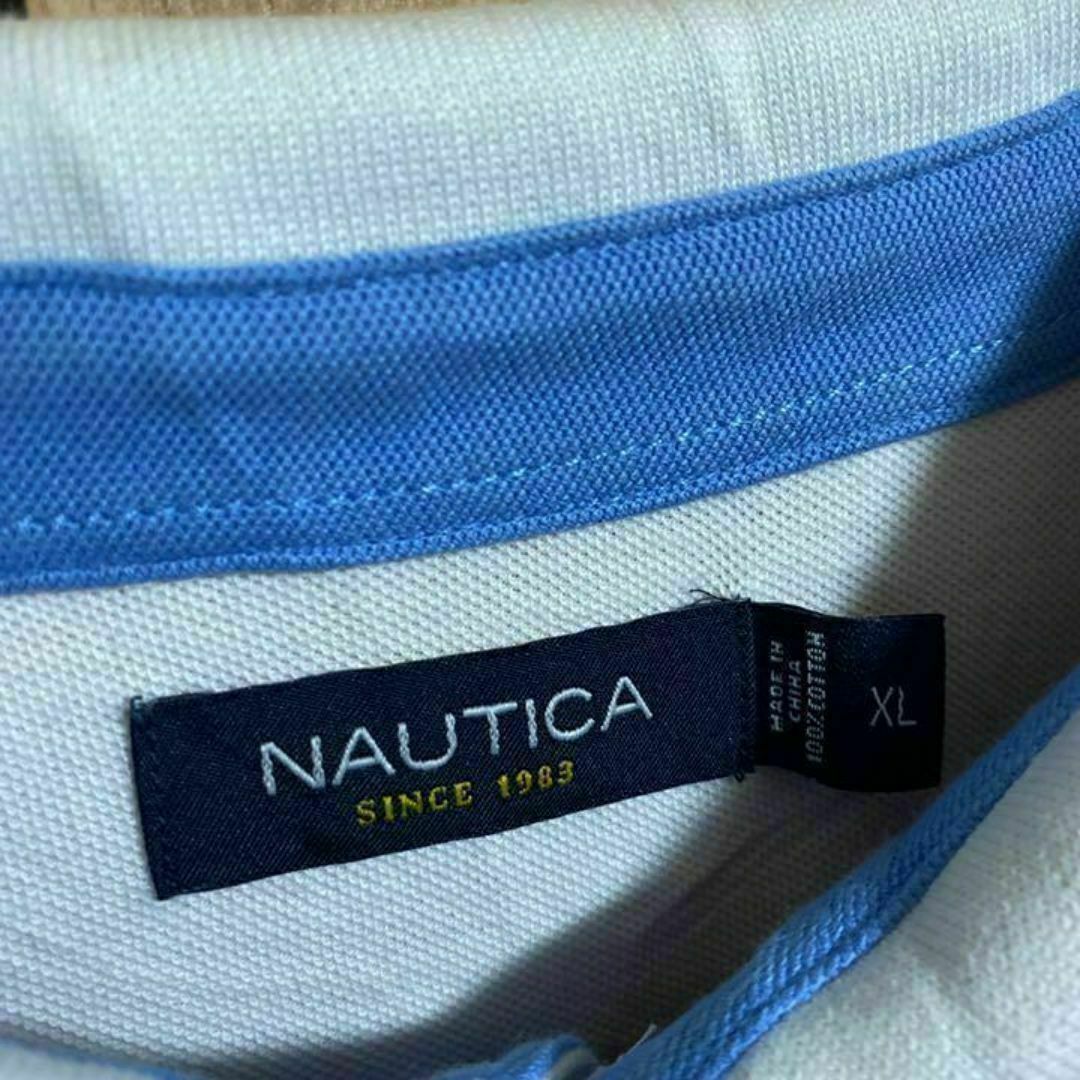 NAUTICA
SINCE 1983
MADE IN
CHINA
100% COTTON
XL